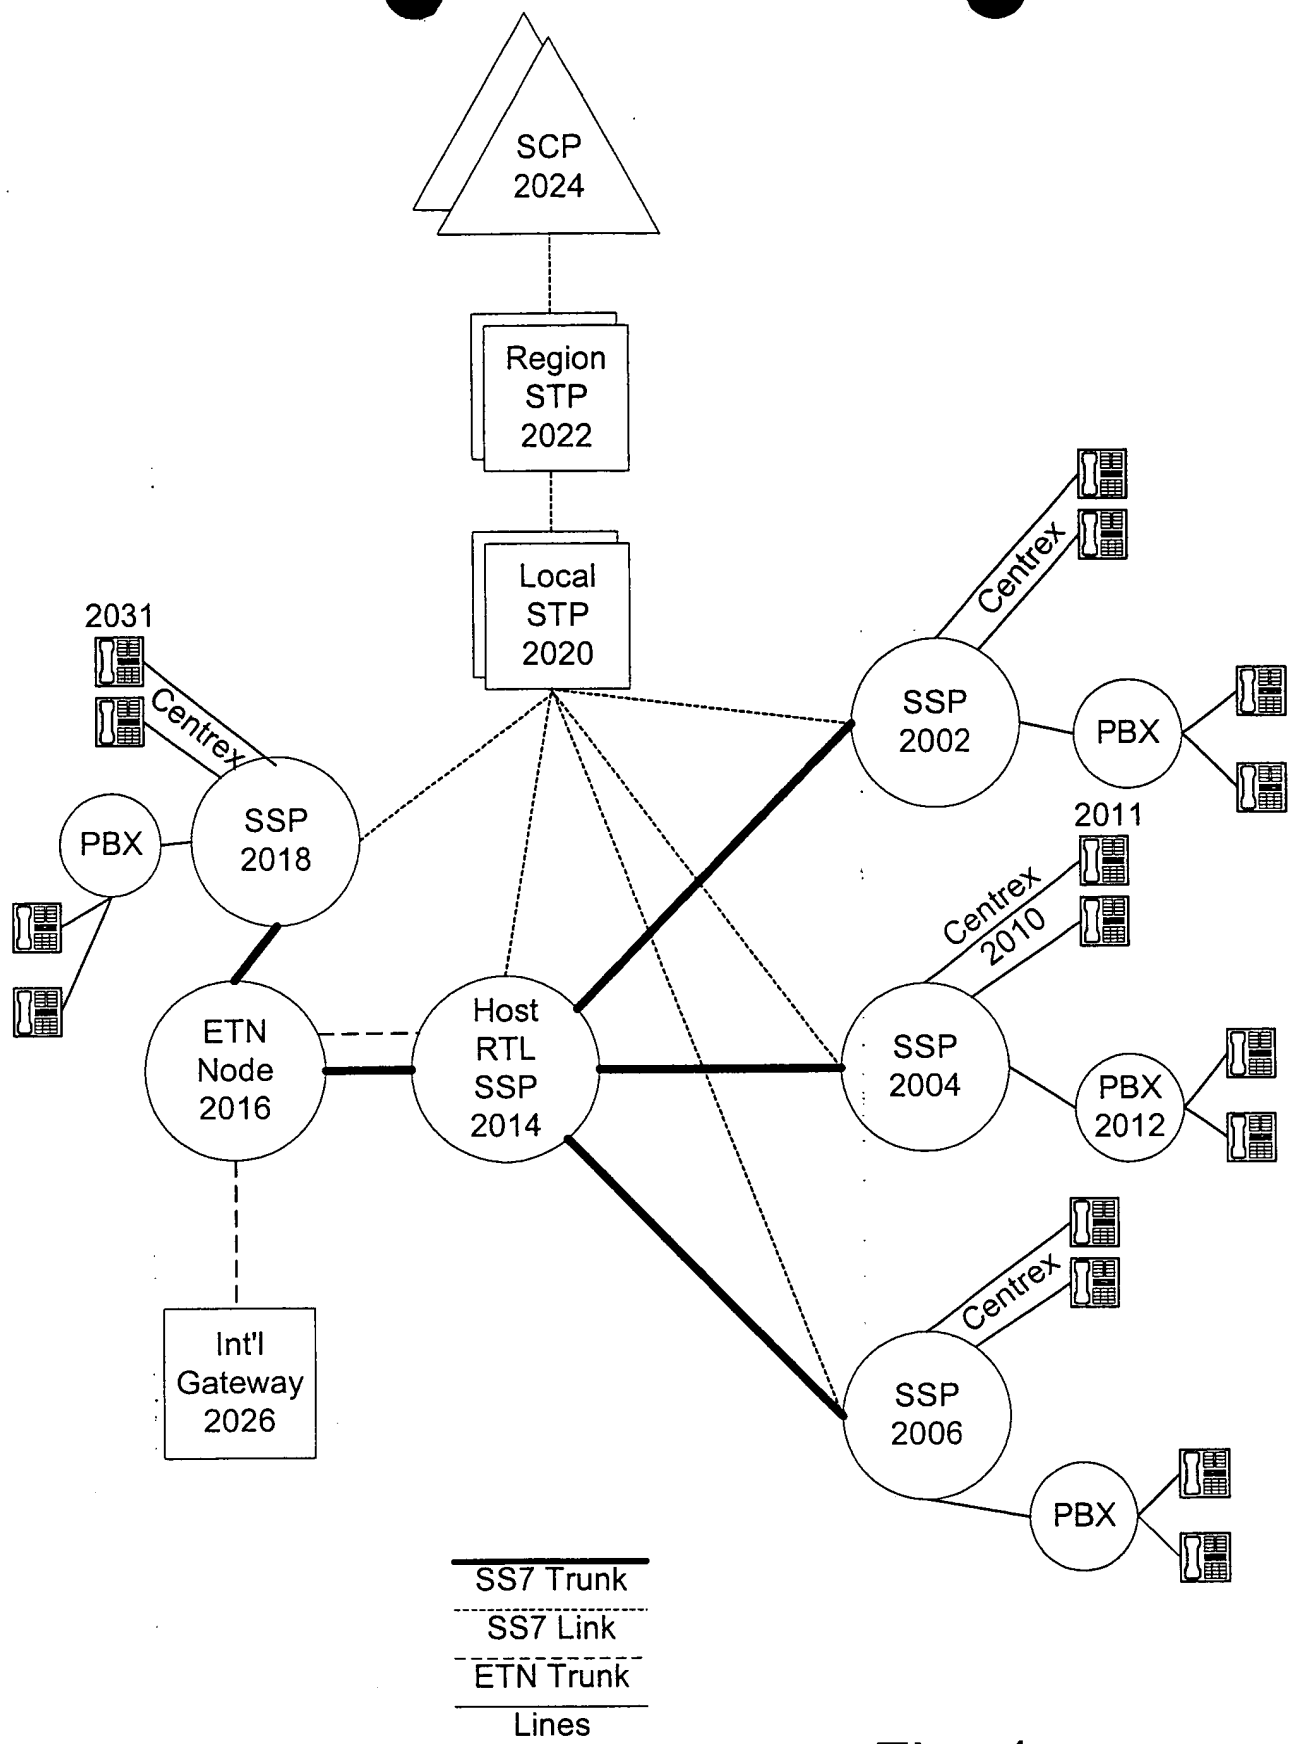 SCP
2024
Region
STP
2022
Local
STP
2020
2031
Centrex
SSP
2018
PBX
Centrex
SSP
2002
PBX
2011
Centrex
2010
SSP
2004
PBX
2012
ETN
Node
2016
Host
RTL
SSP
2014
Int'l
Gateway
2026
Centrex
SSP
2006
PBX
SS7 Trunk
SS7 Link
ETN Trunk
Lines